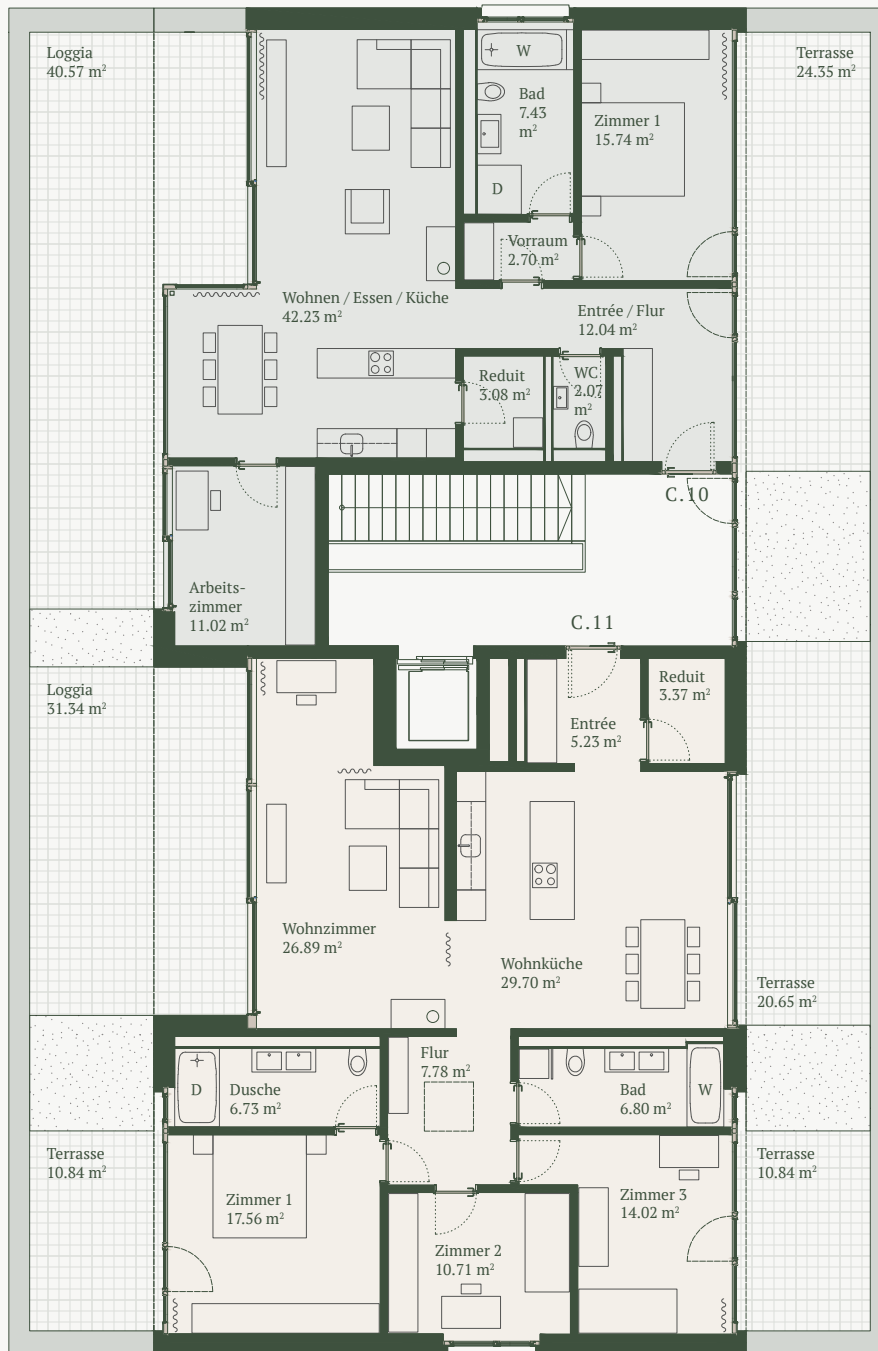 Loggia
40.57 m²
W
Bad
7.43
m²
D
Zimmer 1
15.74 m²
Terrasse
24.35 m²
Vorraum
2.70 m²
Wohnen / Essen / Küche
42.23 m²
Entrée / Flur
12.04 m²
Reduit
3.08 m²
WC
2.07
m²
C.10
Arbeits-
zimmer
11.02 m²
C.11
Loggia
31.34 m²
Entrée
5.23 m²
Reduit
3.37 m²
Wohnzimmer
26.89 m²
Wohnküche
29.70 m²
Terrasse
20.65 m²
D
Dusche
6.73 m²
Flur
7.78 m²
Bad
6.80 m²
W
Terrasse
10.84 m²
Zimmer 1
17.56 m²
Zimmer 2
10.71 m²
Zimmer 3
14.02 m²
Terrasse
10.84 m²